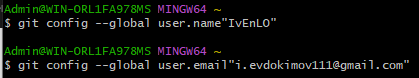 Admin@WIN-ORL1FA978MS MINGW64 ~
$ git config --global user.name"IvEnLO"
Admin@WIN-ORL1FA978MS MINGW64 ~
$ git config --global user.email"i.evdokimov111@gmail.com"